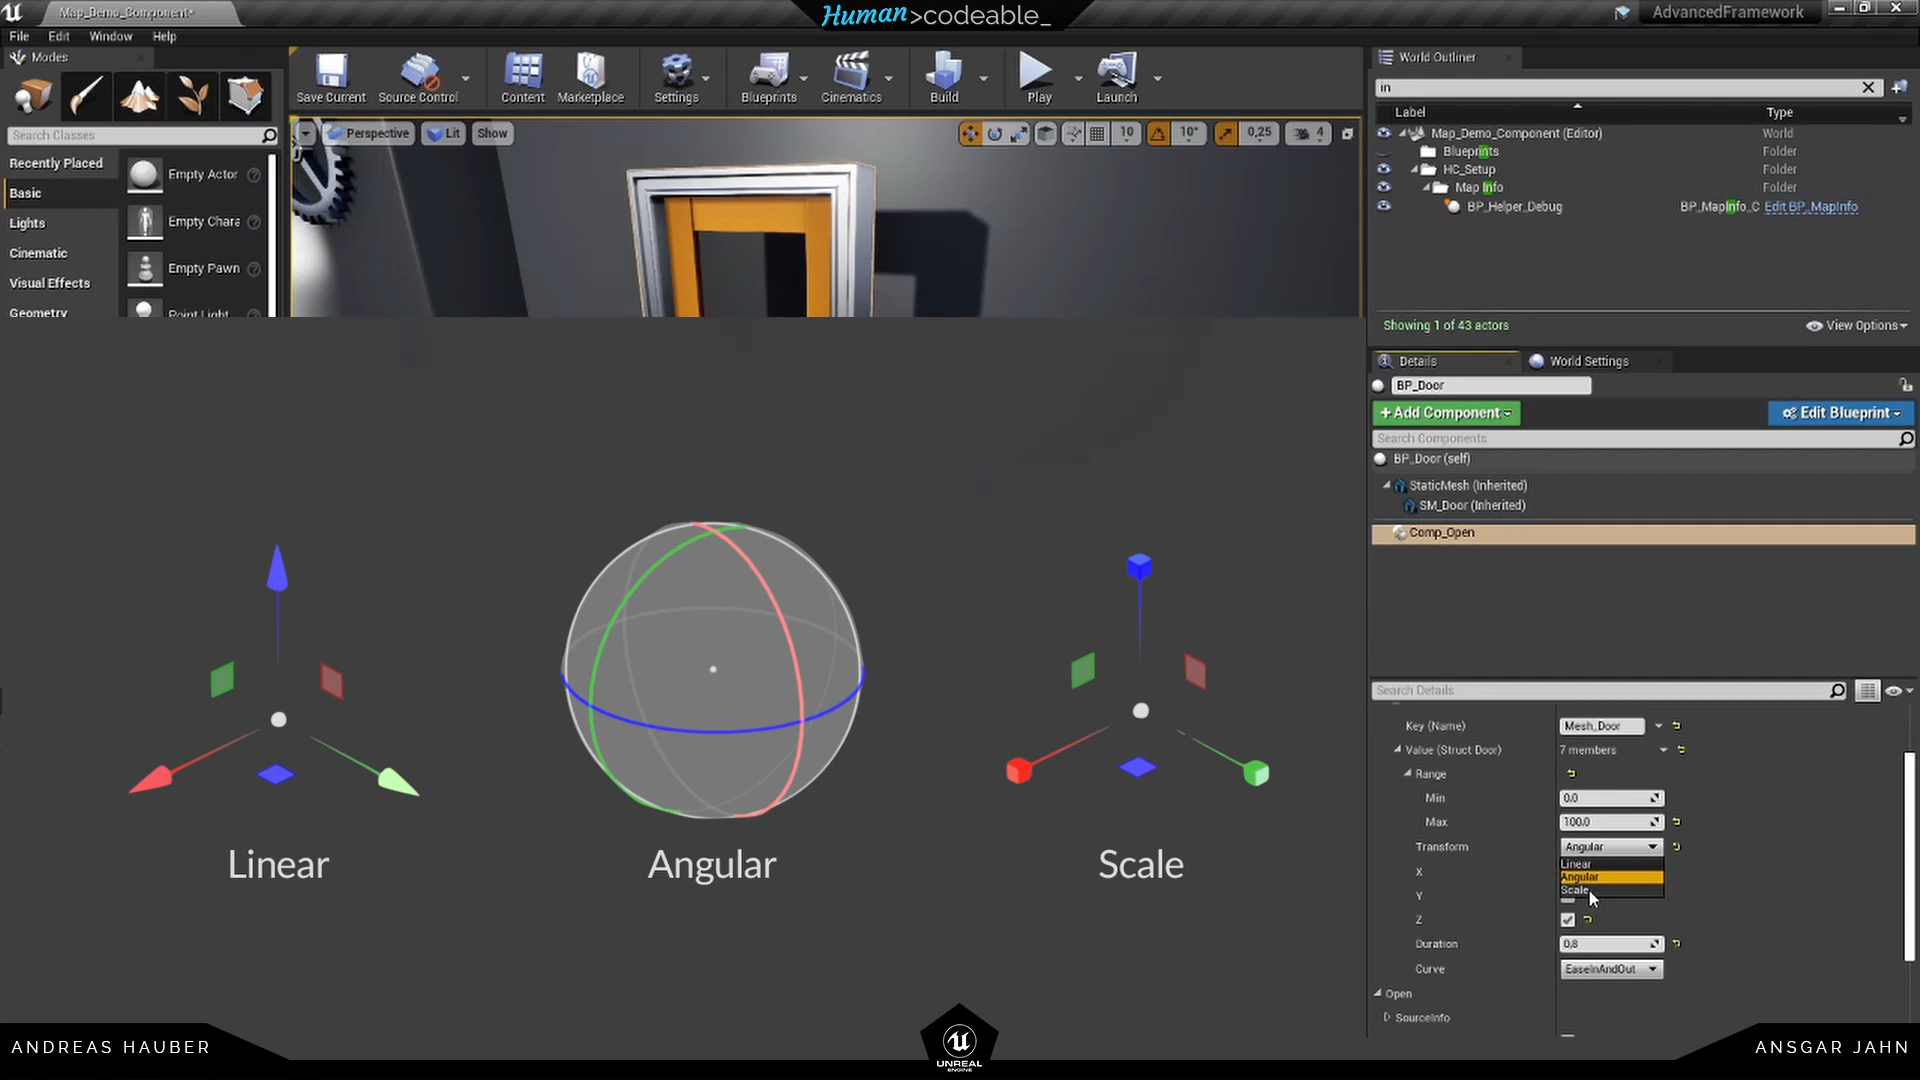 Map_Demo_Component*
Human>codeable_
AdvancedFramework
File Edit Window Help
Modes
Save Current
Source Control
Content
Marketplace
Settings
Blueprints
Cinematics
Build
Play
Launch
World Outliner
in
Label Type
Search Classes
Perspective Lit Show
10 10° 0,25 4
Recently Placed
Basic
Lights
Cinematic
Visual Effects
Geometry
Empty Actor
Empty Chara
Empty Pawn
Point Light
Map_Demo_Component (Editor) World
Blueprints Folder
HC_Setup Folder
Map Info Folder
BP_Helper_Debug BP_MapInfo_C Edit BP_MapInfo
Showing 1 of 43 actors
View Options
Details
World Settings
BP_Door
+Add Component
Edit Blueprint
Search Components
BP_Door (self)
StaticMesh (Inherited)
SM_Door (Inherited)
Comp_Open
Search Details
Key (Name) Mesh_Door
Value (Struct Door) 7 members
Range
Min 0,0
Max 100,0
Transform Angular
Linear
Angular
Scale
X
Y
Z
Duration 0,8
Curve EaseInAndOut
Open
SourceInfo
Linear
Angular
Scale
ANDREAS HAUBER
UNREAL
ENGINE
ANSGAR JAHN